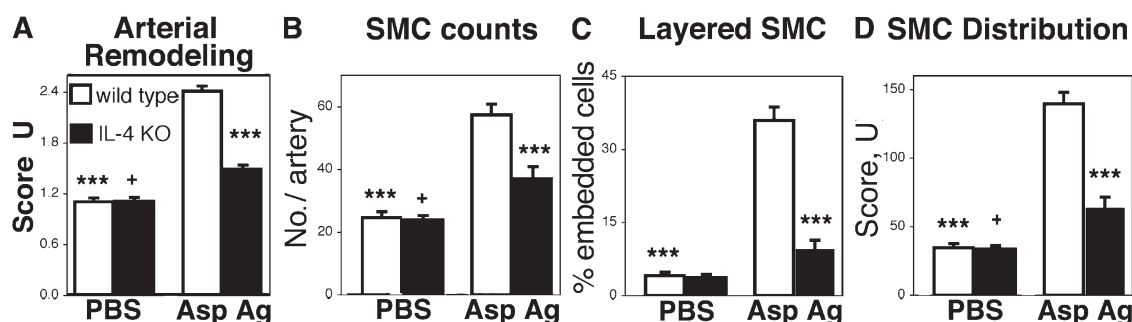 A Arterial Remodeling
Score U
2.4
1.8
1.2
0.6
0.0
wild type
IL-4 KO
***
+
***
PBS Asp Ag
B SMC counts
No./ artery
60
40
20
0
***
+
***
PBS Asp Ag
C Layered SMC
% embedded cells
45
30
15
0
***
***
PBS Asp Ag
D SMC Distribution
Score, U
150
100
50
0
***
+
***
PBS Asp Ag